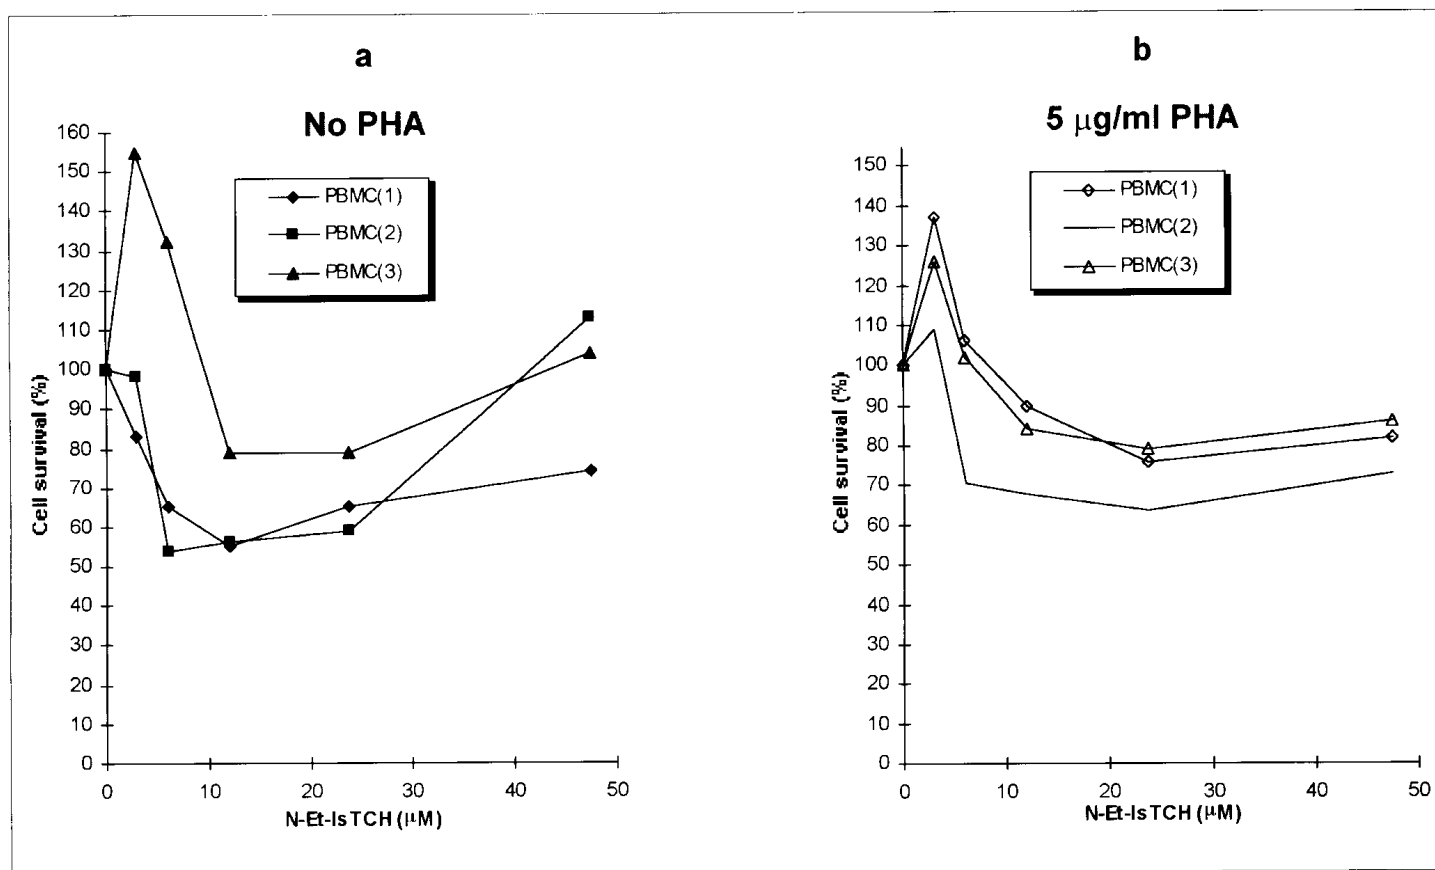 a
No PHA
PBMC(1)
PBMC(2)
PBMC(3)
160
150
140
130
120
110
100
90
80
70
60
50
40
30
20
10
0
Cell survival (%)
0 10 20 30 40 50
N-Et-IsTCH (µM)
b
5 µg/ml PHA
PBMC(1)
PBMC(2)
PBMC(3)
150
140
130
120
110
100
90
80
70
60
50
40
30
20
10
0
Cell survival (%)
0 10 20 30 40 50
N-Et-IsTCH (µM)